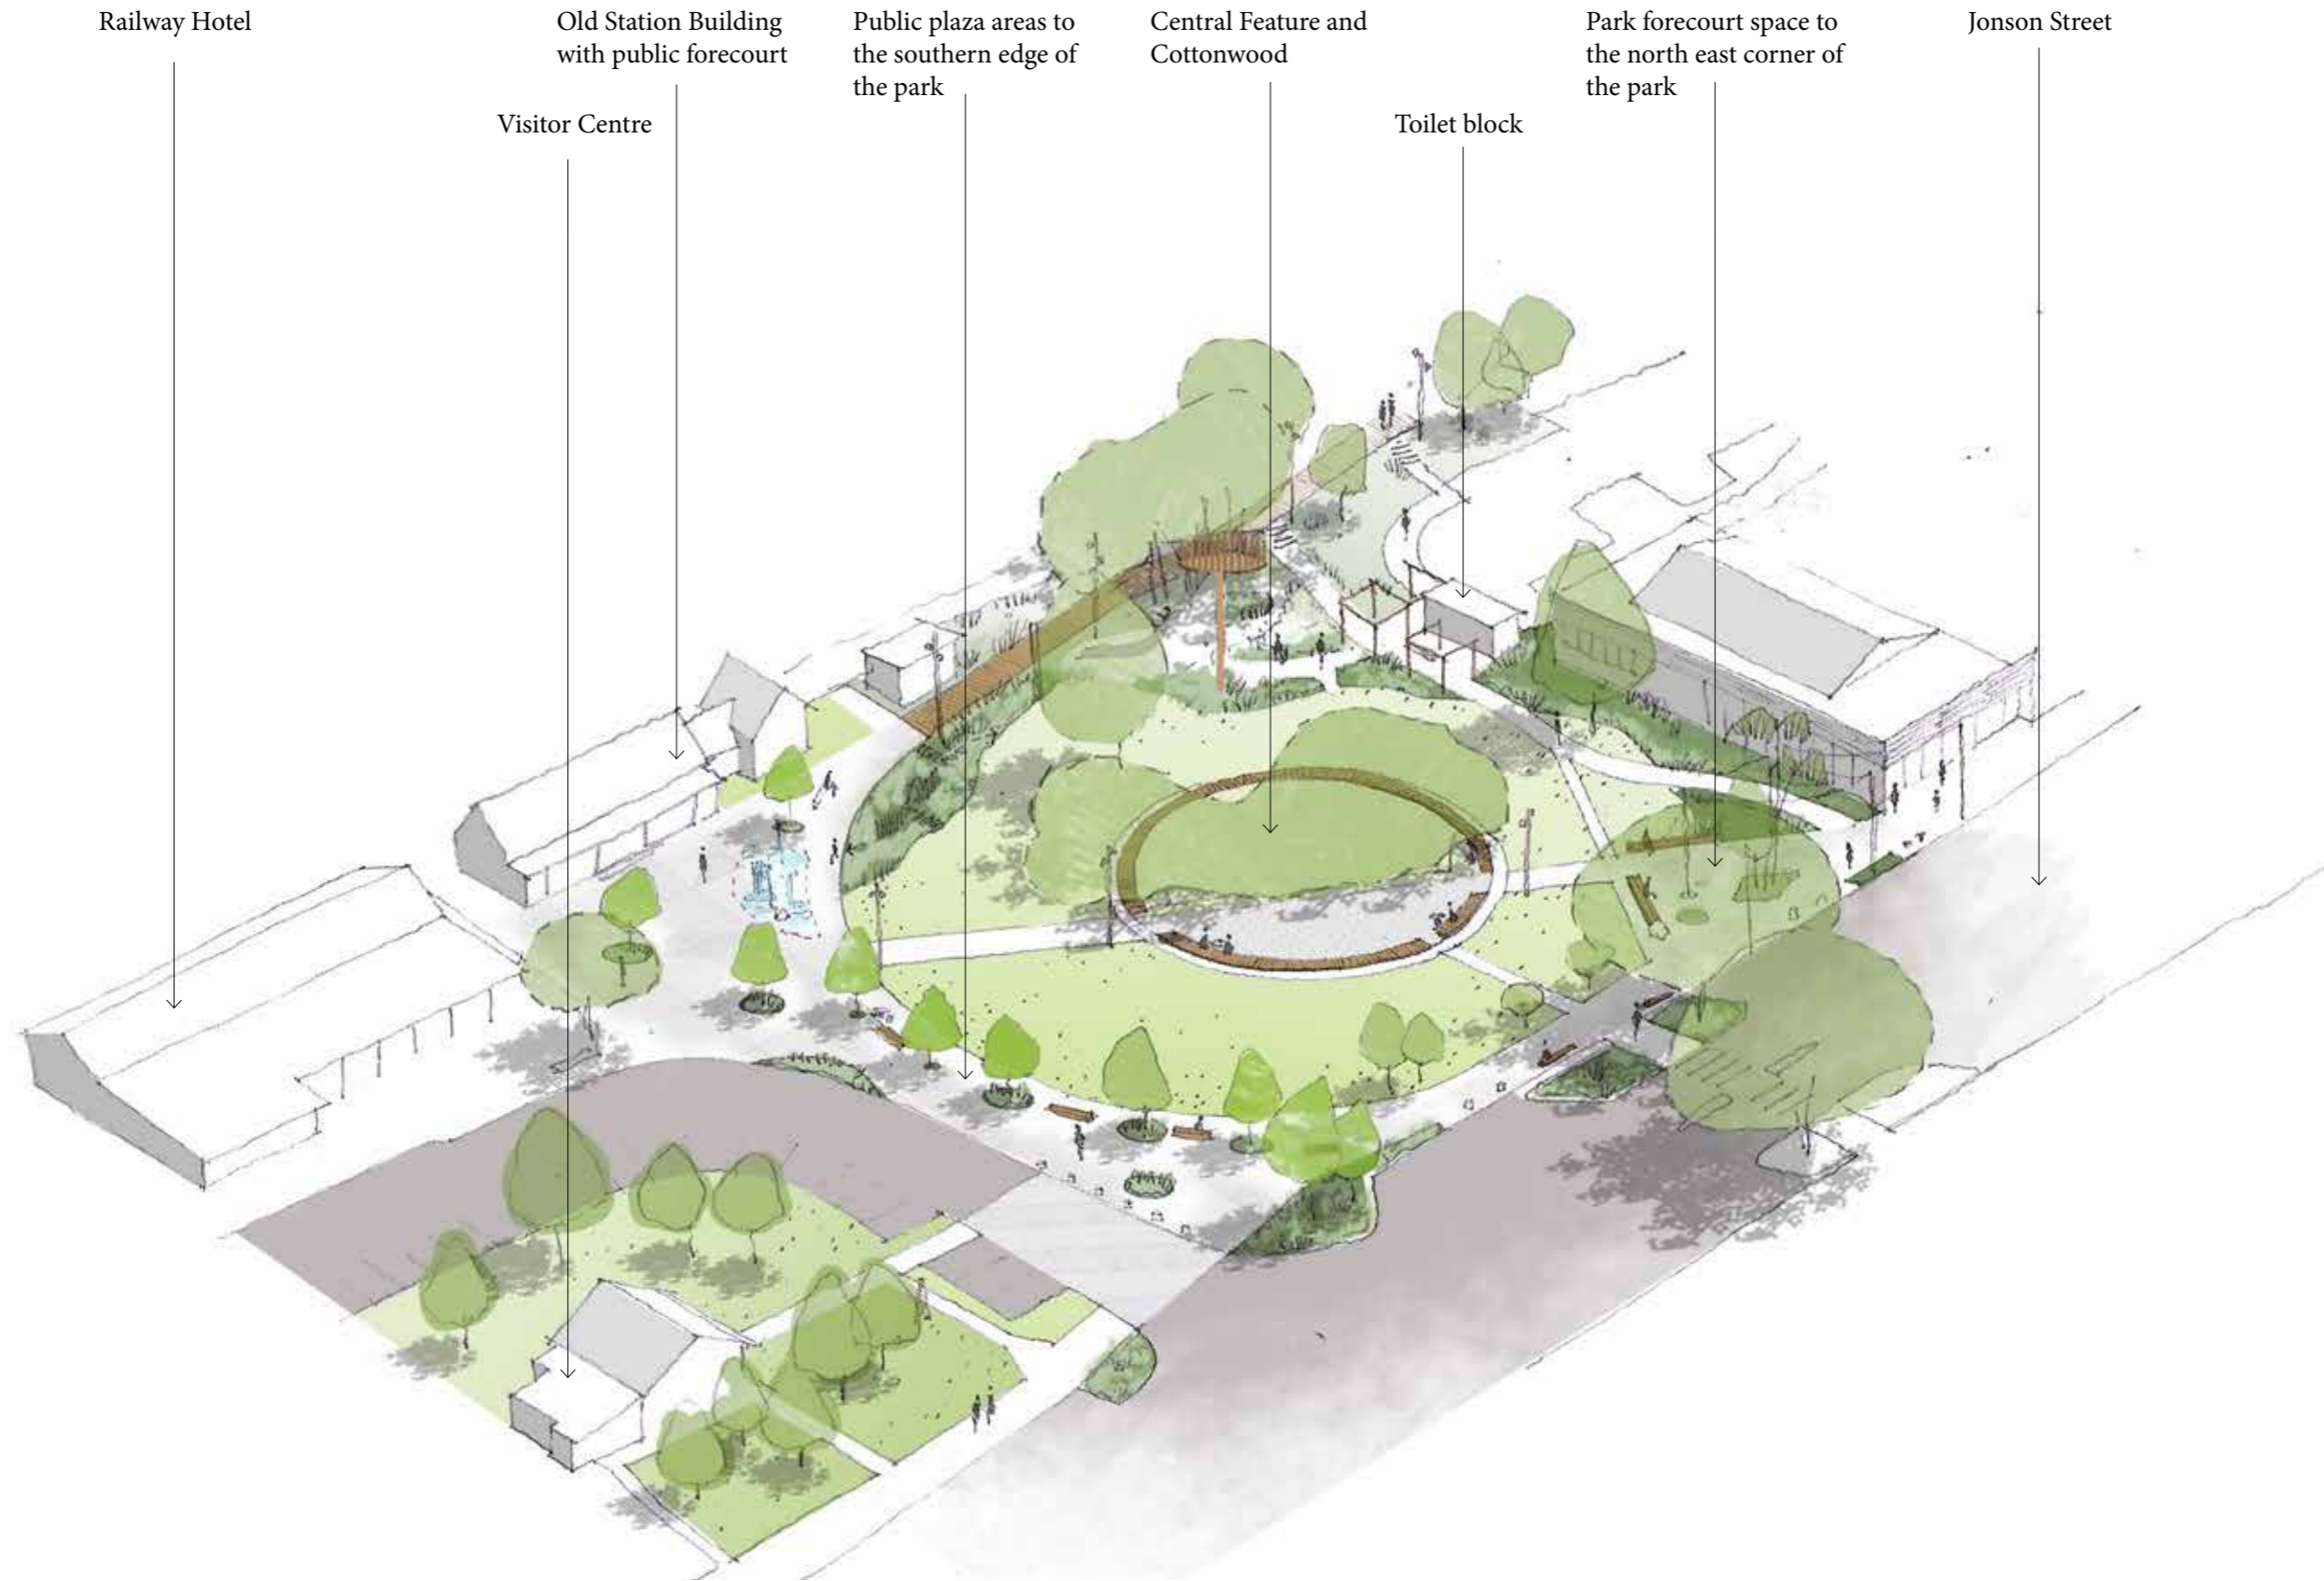 Railway Hotel
Old Station Building
with public forecourt
Visitor Centre
Public plaza areas to
the southern edge of
the park
Central Feature and
Cottonwood
Toilet block
Park forecourt space to
the north east corner of
the park
Jonson Street